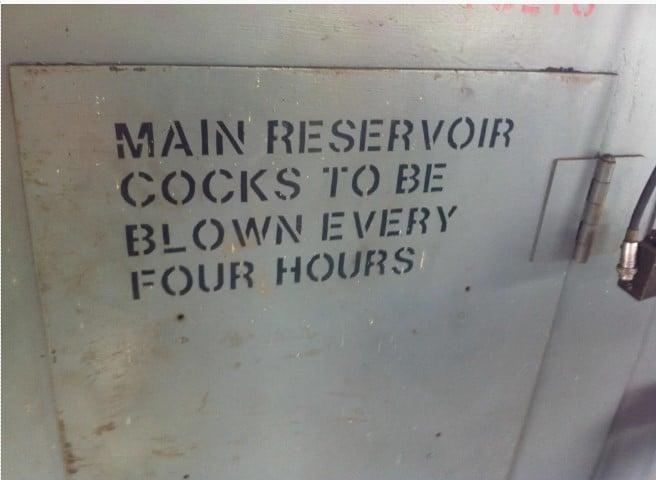 MAIN RESERVOIR
COCKS TO BE
BLOWN EVERY
FOUR HOURS